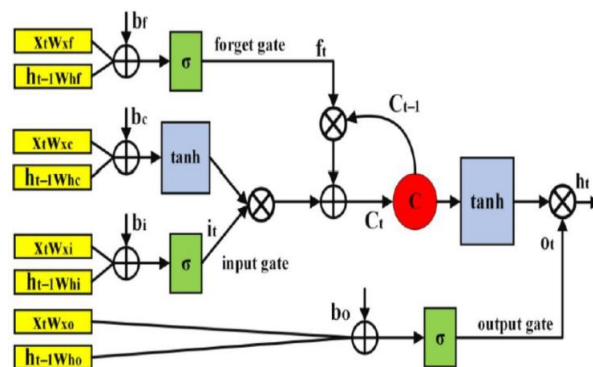 bf
xtwxf
ht-1whf
σ
forget gate
ft
Ct-1
bc
xtwxc
ht-1whc
tanh
C
Ct
tanh
ht
ot
bi
xtwxi
ht-1whi
σ
it
input gate
xtwxo
ht-1who
bo
σ
output gate